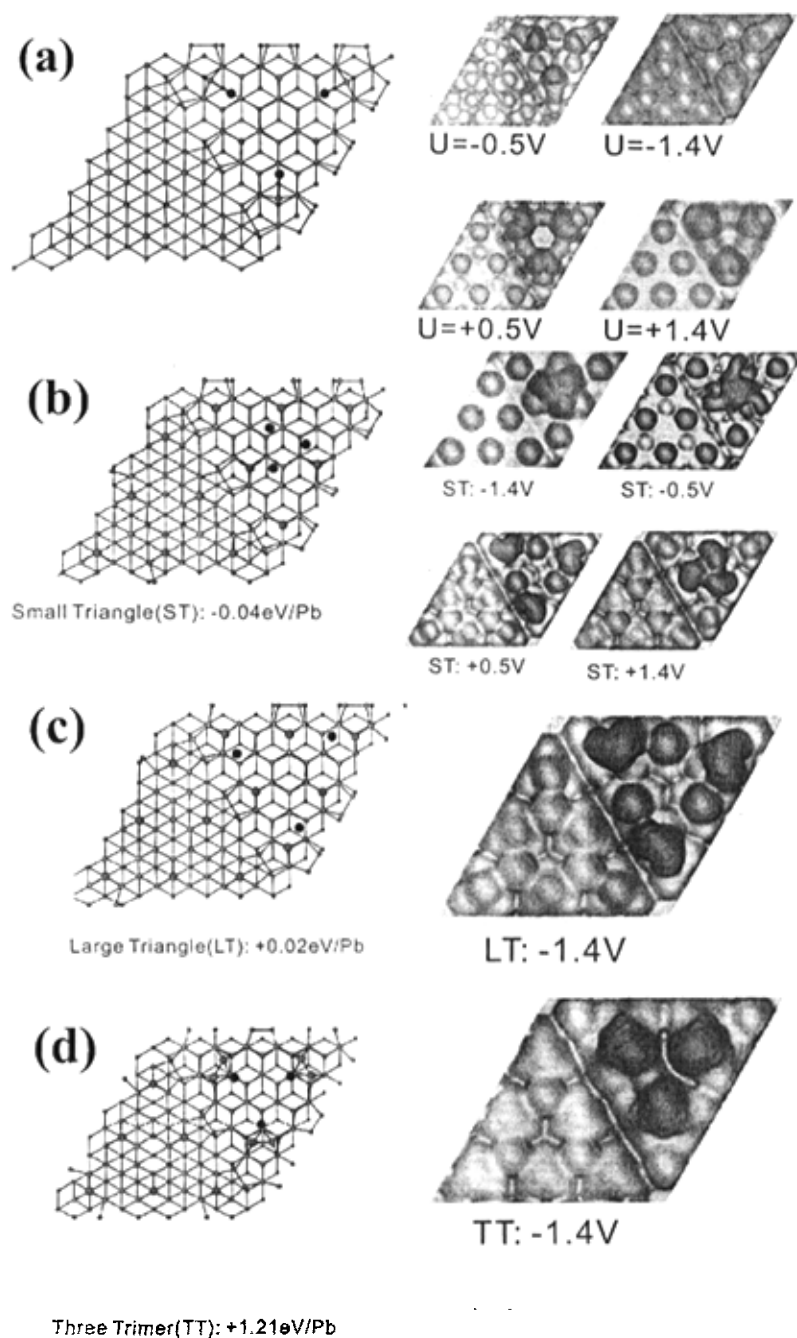 (a)
U=-0.5V U=-1.4V
U=+0.5V U=+1.4V
(b)
ST: -1.4V ST: -0.5V
Small Triangle(ST): -0.04eV/Pb
ST: +0.5V ST: +1.4V
(c)
Large Triangle(LT): +0.02eV/Pb
LT: -1.4V
(d)
TT: -1.4V
Three Trimer(TT): +1.21eV/Pb